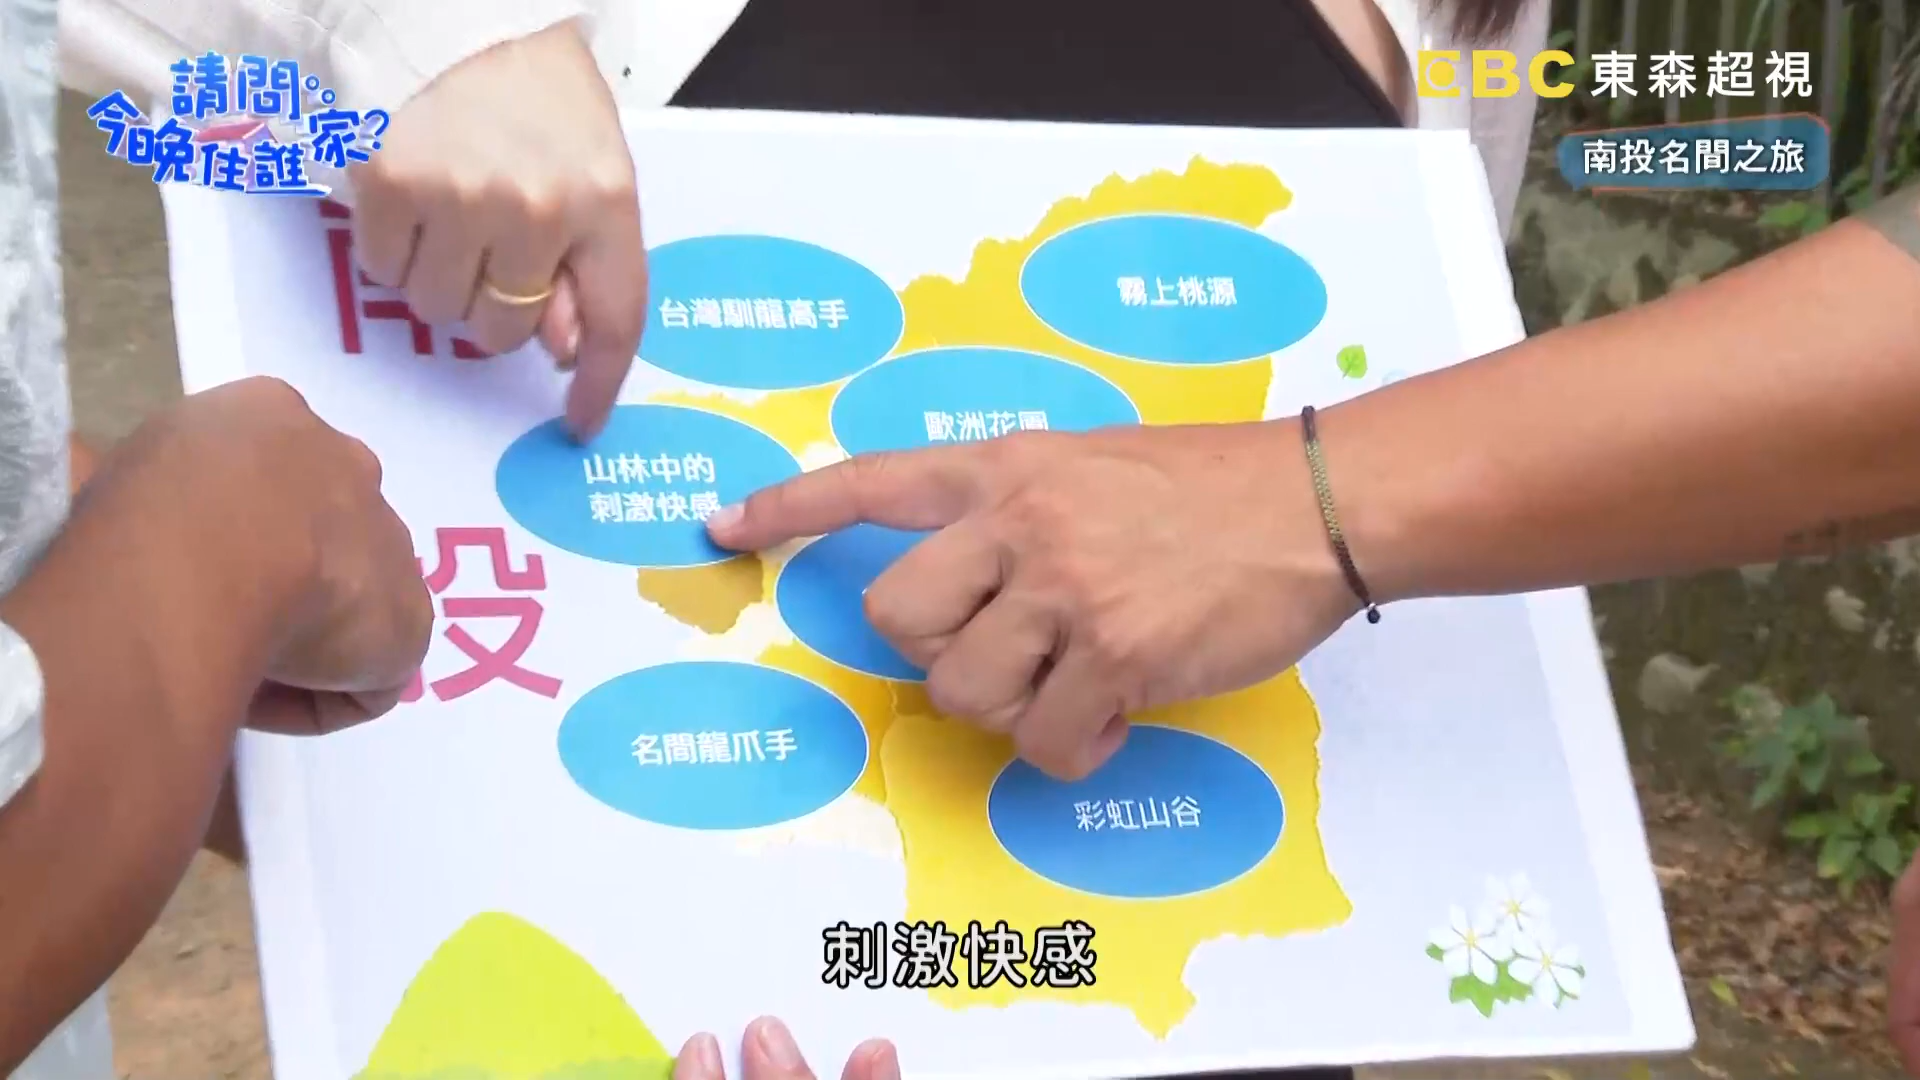 請問
今晚住誰家?
EBC 東森超視
南投名間之旅
南
投
台灣馴龍高手
霧上桃源
歐洲花園
山林中的
刺激快感
名間龍爪手
彩虹山谷
刺激快感